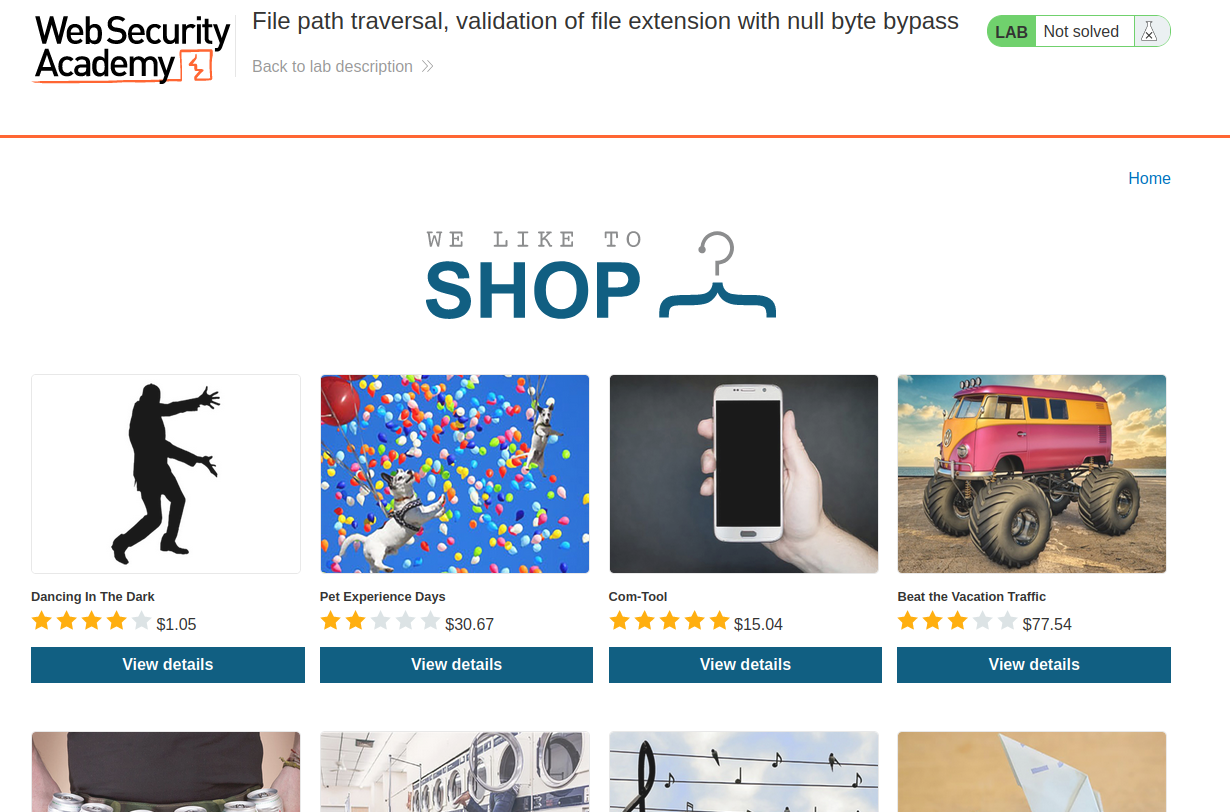 Web Security
Academy
File path traversal, validation of file extension with null byte bypass
Back to lab description
LAB Not solved
Home
WE LIKE TO
SHOP
Dancing In The Dark
$1.05
View details
Pet Experience Days
$30.67
View details
Com-Tool
$15.04
View details
Beat the Vacation Traffic
$77.54
View details